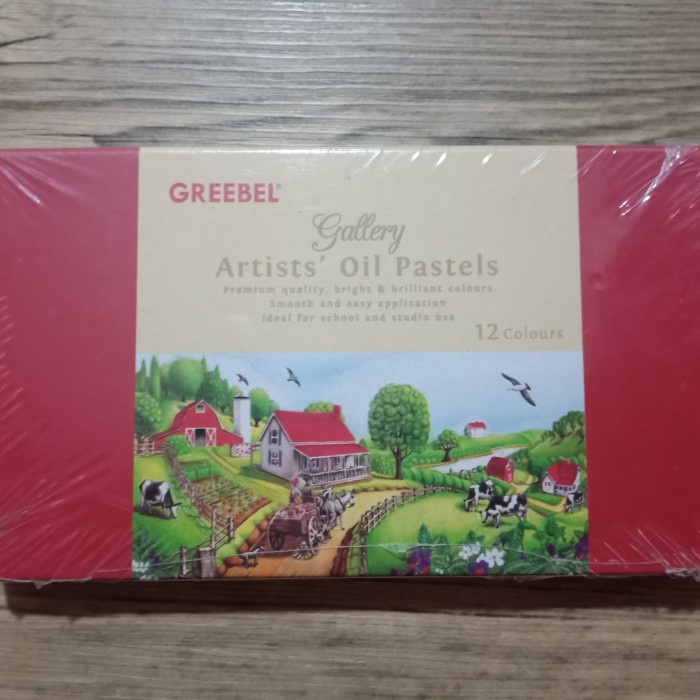 GREEBEL®
Gallery
Artists' Oil Pastels
Premium quality, bright & brilliant colours
Smooth and easy application
Ideal for school and studio use
12 Colours